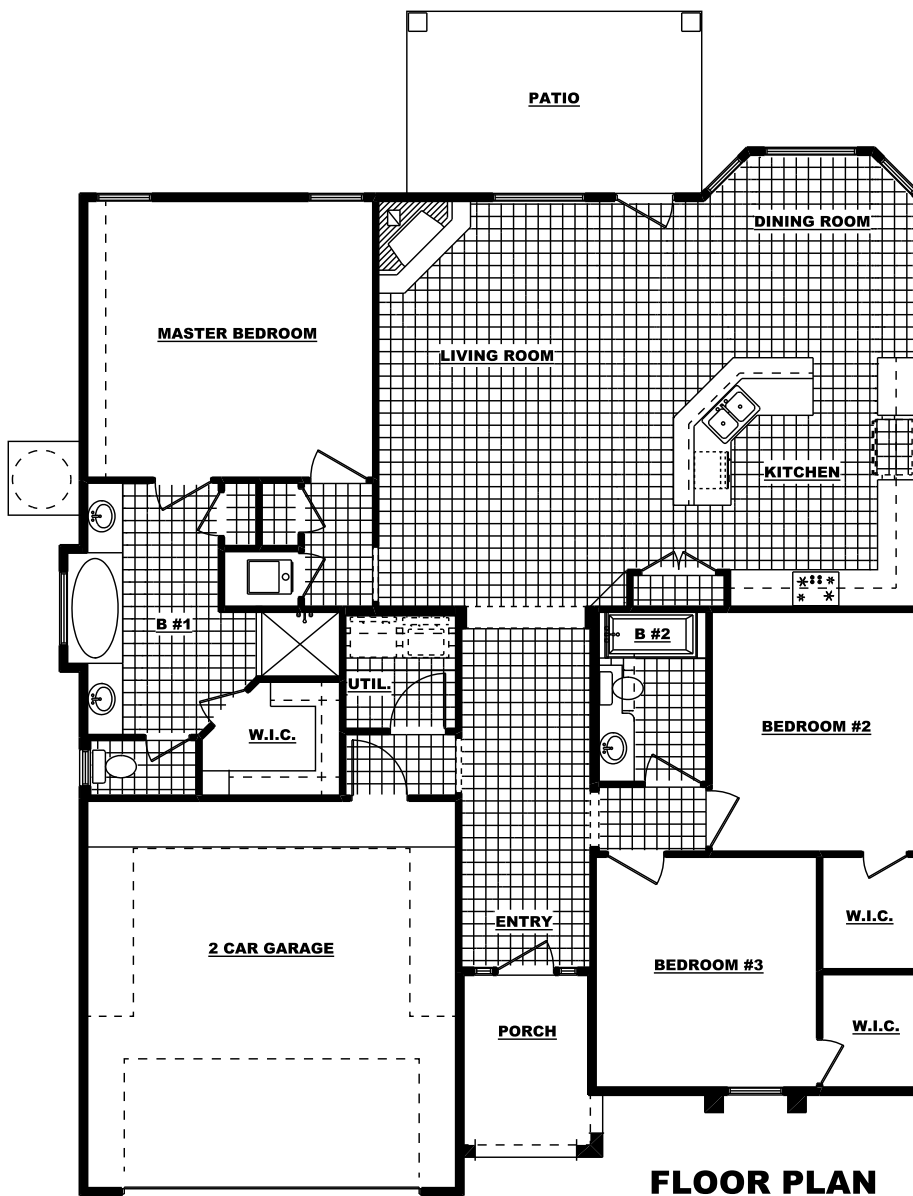 PATIO
DINING ROOM
MASTER BEDROOM
LIVING ROOM
KITCHEN
B #1
B #2
UTIL.
W.I.C.
BEDROOM #2
ENTRY
W.I.C.
2 CAR GARAGE
BEDROOM #3
W.I.C.
PORCH
FLOOR PLAN